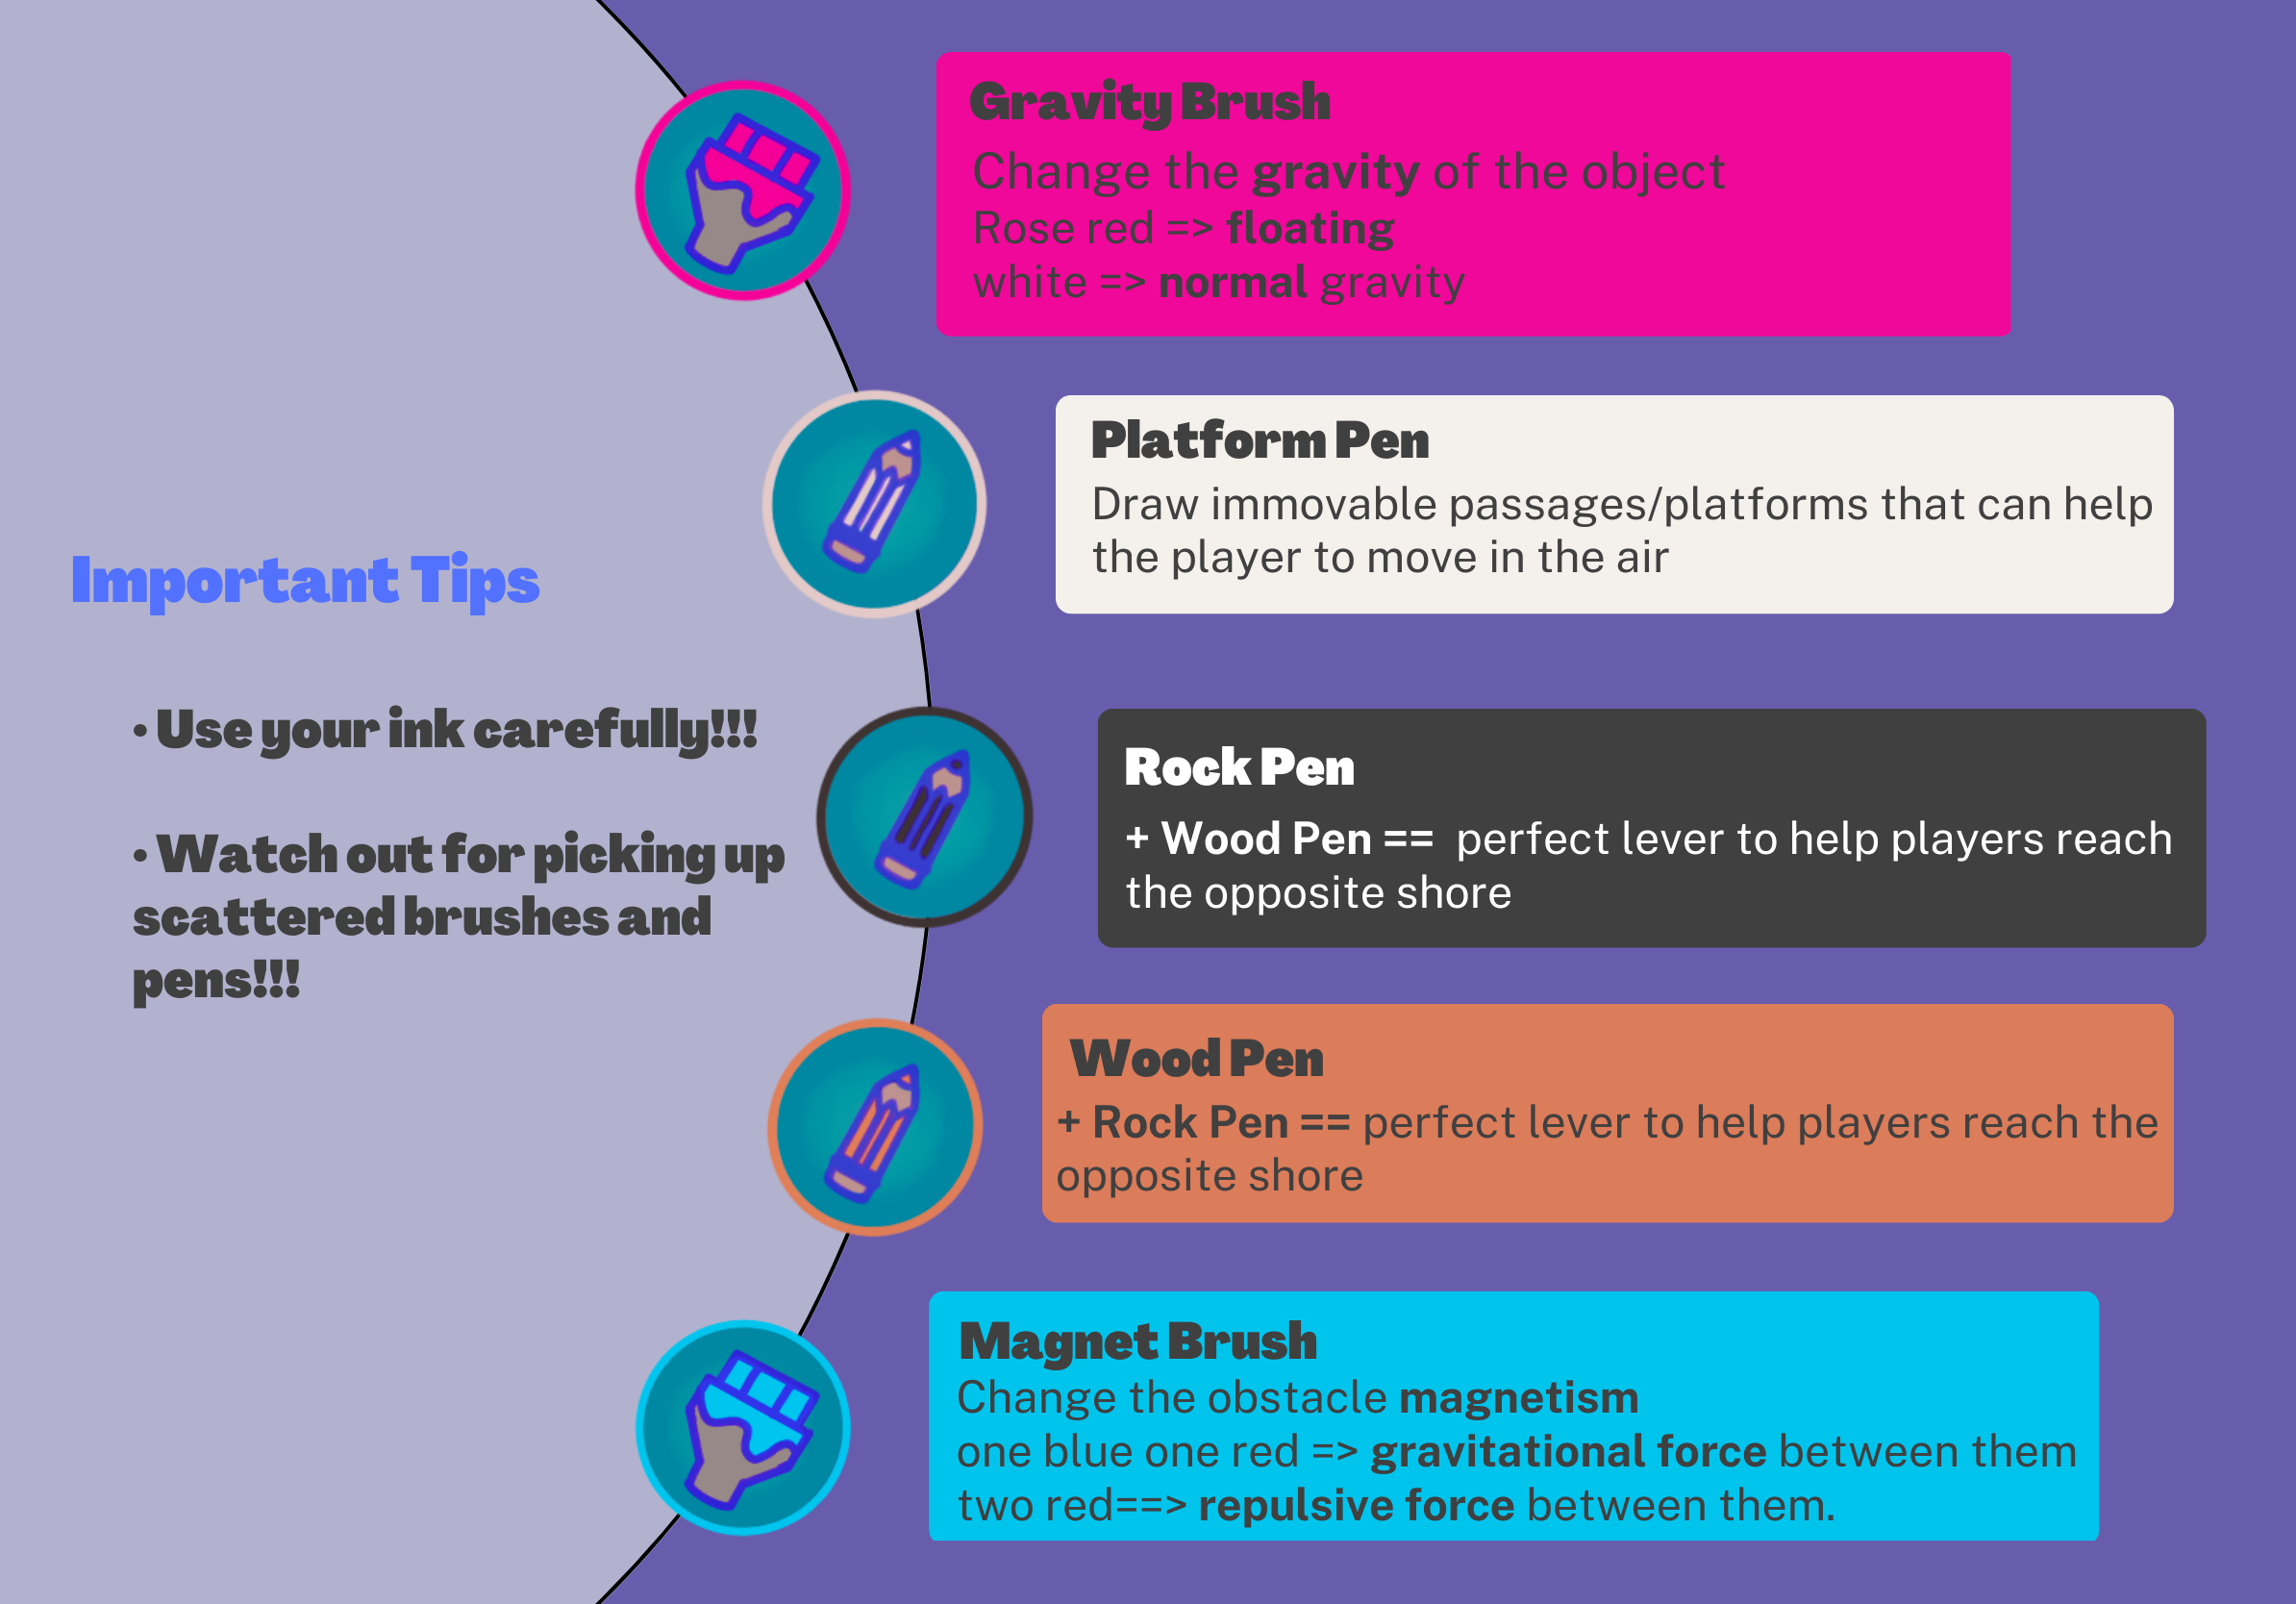 Important Tips
• Use your ink carefully!!!
• Watch out for picking up
scattered brushes and
pens!!!
Gravity Brush
Change the gravity of the object
Rose red => floating
white => normal gravity
Platform Pen
Draw immovable passages/platforms that can help
the player to move in the air
Rock Pen
+ Wood Pen == perfect lever to help players reach
the opposite shore
Wood Pen
+ Rock Pen == perfect lever to help players reach the
opposite shore
Magnet Brush
Change the obstacle magnetism
one blue one red => gravitational force between them
two red==> repulsive force between them.